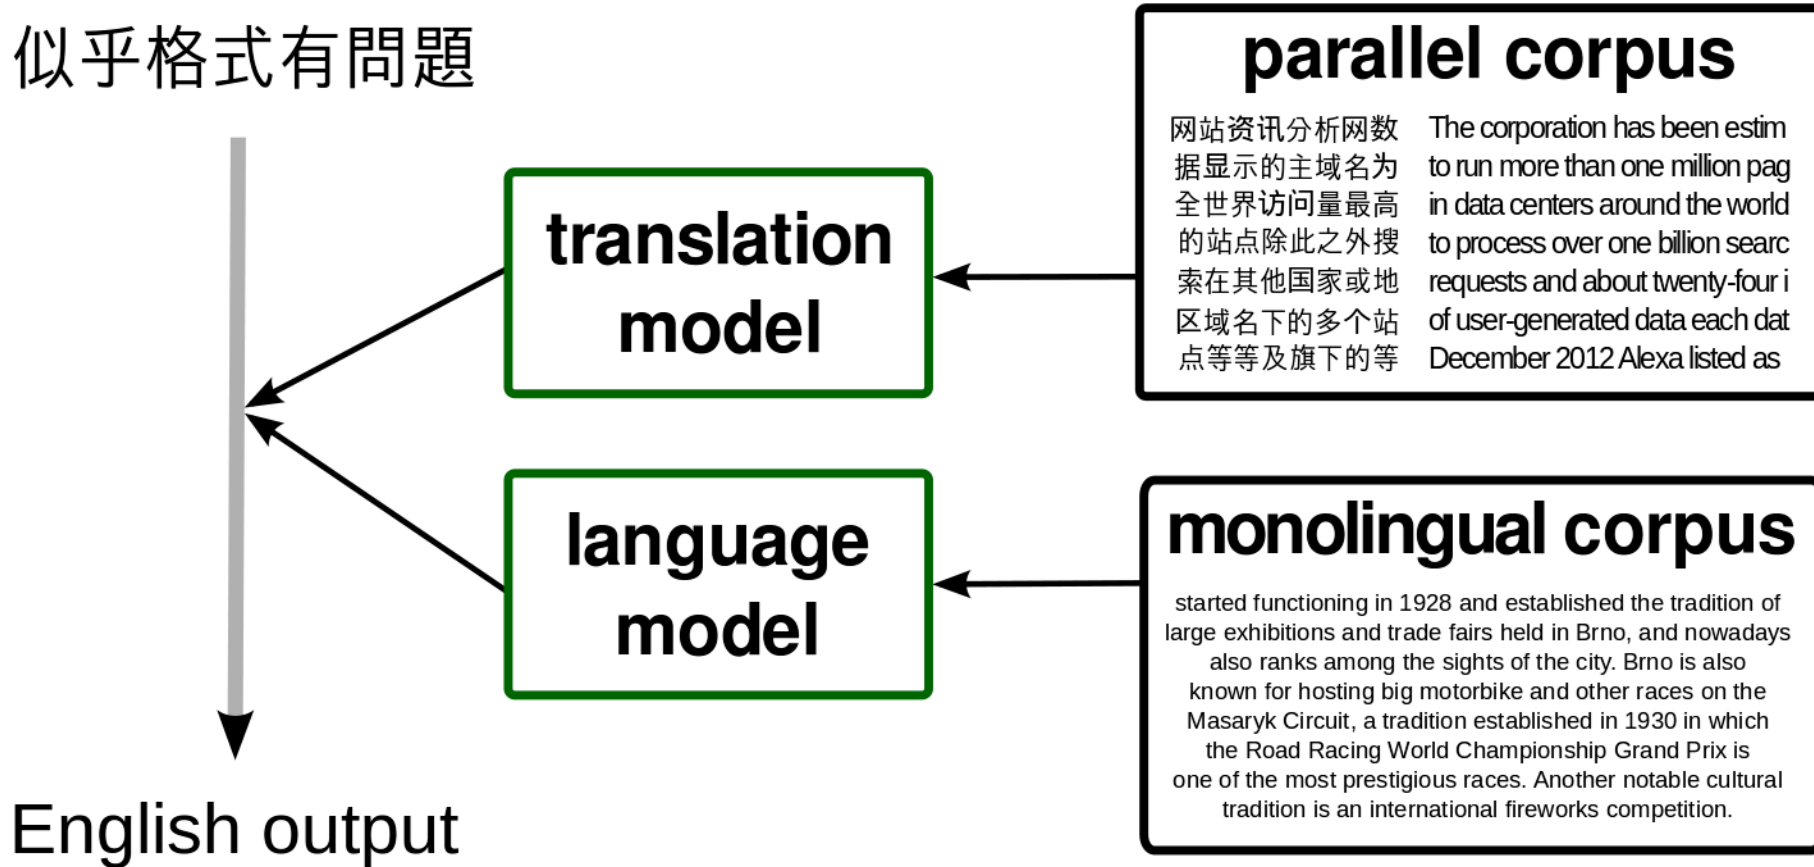 似乎格式有問題
English output
translation
model
language
model
parallel corpus
网站资讯分析网数
据显示的主域名为
全世界访问量最高
的站点除此之外搜
索在其他国家或地
区域名下的多个站
点等等及旗下的等
The corporation has been estim
to run more than one million pag
in data centers around the world
to process over one billion searc
requests and about twenty-four i
of user-generated data each dat
December 2012 Alexa listed as
monolingual corpus
started functioning in 1928 and established the tradition of
large exhibitions and trade fairs held in Brno, and nowadays
also ranks among the sights of the city. Brno is also
known for hosting big motorbike and other races on the
Masaryk Circuit, a tradition established in 1930 in which
the Road Racing World Championship Grand Prix is
one of the most prestigious races. Another notable cultural
tradition is an international fireworks competition.